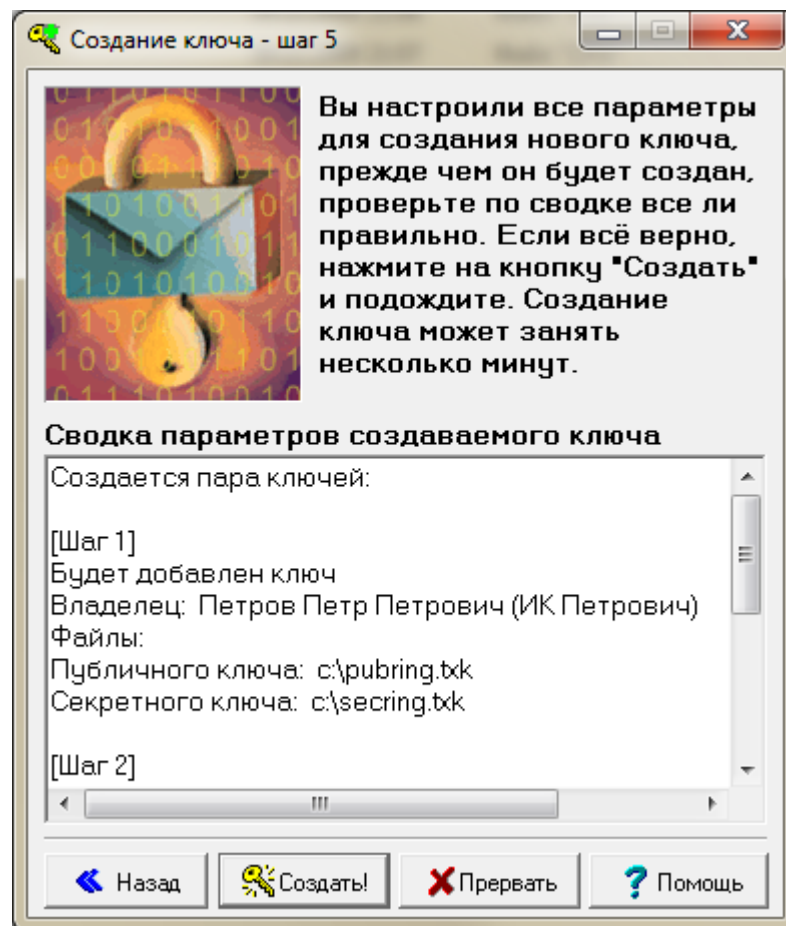 Создание ключа - шаг 5
Вы настроили все параметры
для создания нового ключа,
прежде чем он будет создан,
проверьте по сводке все ли
правильно. Если всё верно,
нажмите на кнопку "Создать"
и подождите. Создание
ключа может занять
несколько минут.
Сводка параметров создаваемого ключа
Создается пара ключей:
[Шаг 1]
Будет добавлен ключ
Владелец: Петров Петр Петрович (ИК Петрович)
Файлы:
Публичного ключа: c:\pubring.txk
Секретного ключа: c:\secring.txk
[Шаг 2]
Назад Создать! Прервать Помощь